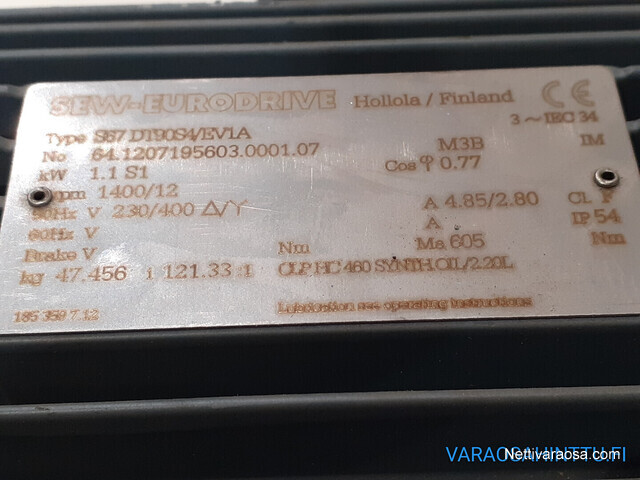 SEW-EURODRIVE Hollola / Finland CE
3 ~ IEC 34
Type S67 DT90S4/EV1A
No 64.1207195603.0001.07 M3B IM
kW 1.1 S1 Cos φ 0.77
rpm 1400/12
50Hz V 230/400 Δ/Y A 4.85/2.80 CL F
60Hz V A IP 54
Brake V Nm Ma 605 Nm
kg 47.456 i 121.33 :1 CLP HC 460 SYNTH.OIL/2.20L
Lubrication see operating instructions
185 359 7.12
VARAOSAHINTTU.FI
Nettivaraosa.com